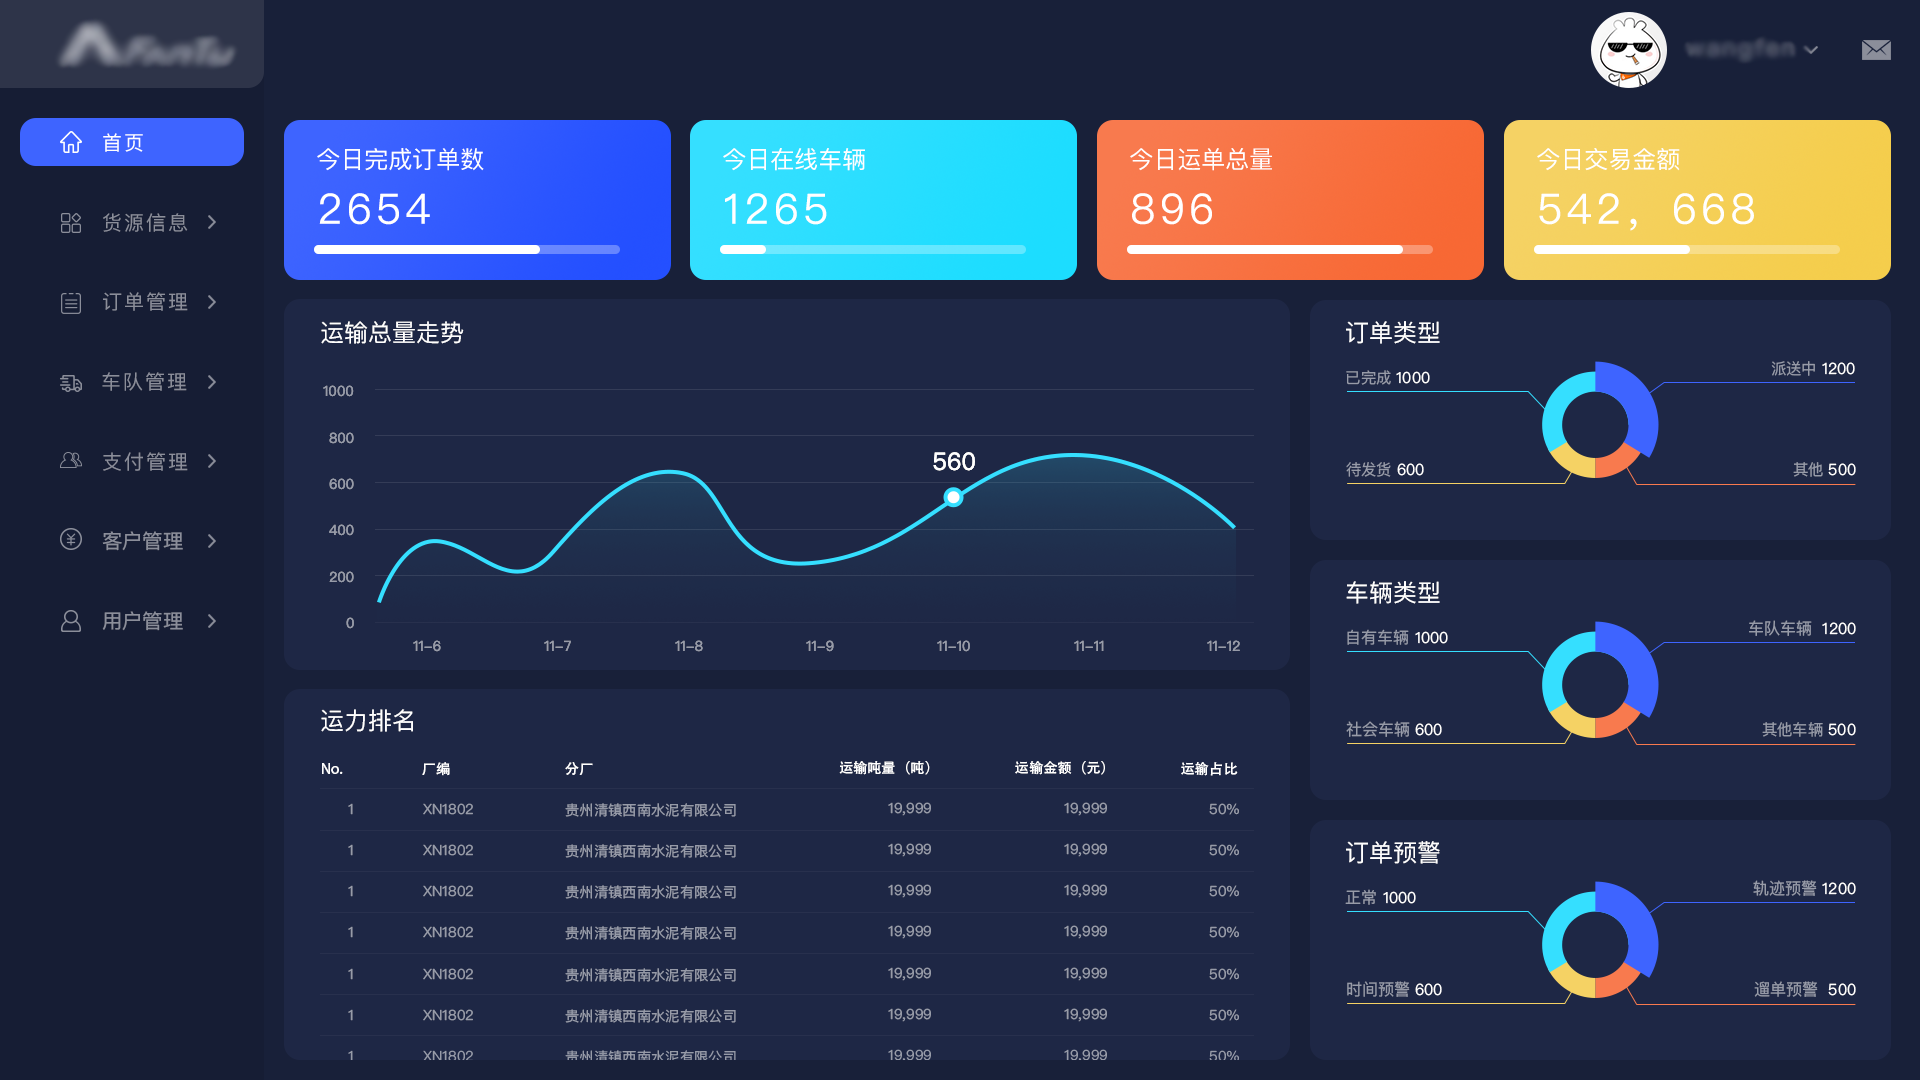 首页
货源信息
订单管理
车队管理
支付管理
客户管理
用户管理
今日完成订单数
2654
今日在线车辆
1265
今日运单总量
896
今日交易金额
542，668
运输总量走势
1000
800
600
400
200
0
560
11-6 11-7 11-8 11-9 11-10 11-11 11-12
运力排名
No. 厂编 分厂 运输吨量（吨） 运输金额（元） 运输占比
1 XN1802 贵州清镇西南水泥有限公司 19,999 19,999 50%
1 XN1802 贵州清镇西南水泥有限公司 19,999 19,999 50%
1 XN1802 贵州清镇西南水泥有限公司 19,999 19,999 50%
1 XN1802 贵州清镇西南水泥有限公司 19,999 19,999 50%
1 XN1802 贵州清镇西南水泥有限公司 19,999 19,999 50%
1 XN1802 贵州清镇西南水泥有限公司 19,999 19,999 50%
1 XN1802 贵州清镇西南水泥有限公司 19,999 19,999 50%
订单类型
已完成 1000
派送中 1200
待发货 600
其他 500
车辆类型
自有车辆 1000
车队车辆 1200
社会车辆 600
其他车辆 500
订单预警
正常 1000
轨迹预警 1200
时间预警 600
遛单预警 500